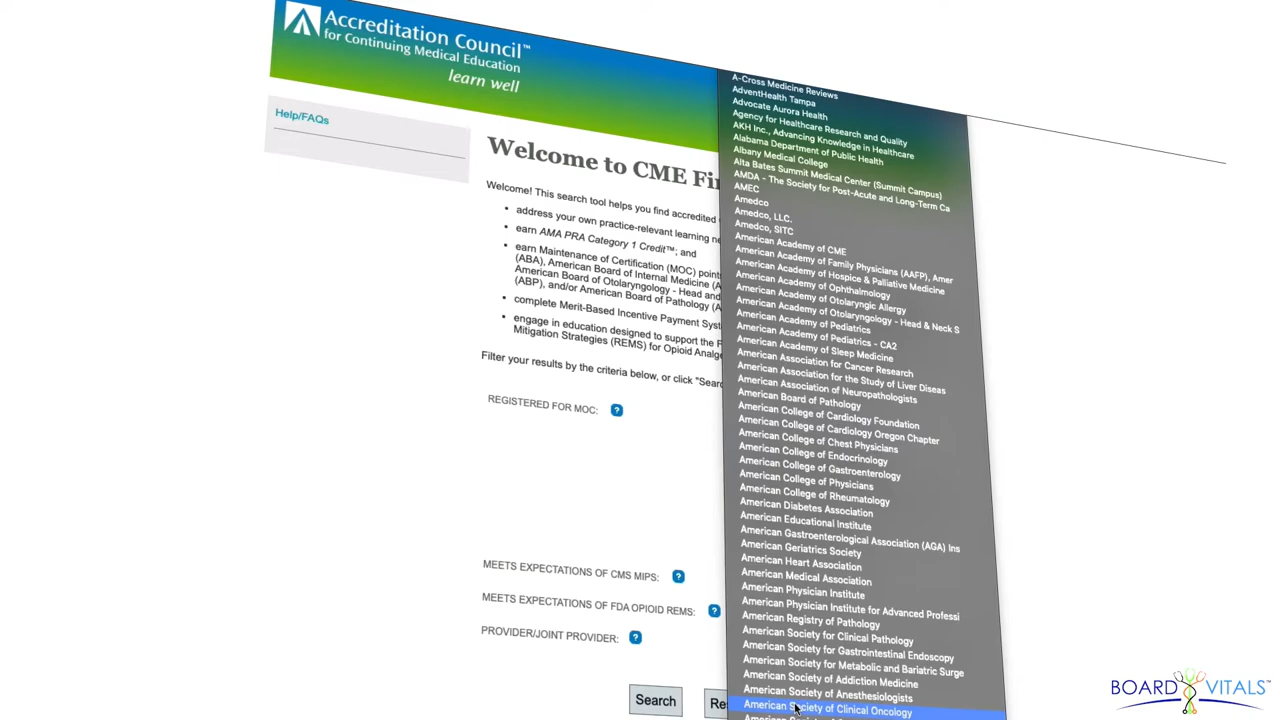 Accreditation Council™
for Continuing Medical Education
learn well
Help/FAQs
Welcome to CME Fi
Welcome! This search tool helps you find accredited
• address your own practice-relevant learning ne
• earn AMA PRA Category 1 Credit™; and
• earn Maintenance of Certification (MOC) points
(ABA), American Board of Internal Medicine (A
American Board of Otolaryngology - Head and
(ABP), and/or American Board of Pathology (A
• complete Merit-Based Incentive Payment Syst
• engage in education designed to support the F
Mitigation Strategies (REMS) for Opioid Analge
Filter your results by the criteria below, or click "Searc
REGISTERED FOR MOC: ?
MEETS EXPECTATIONS OF CMS MIPS: ?
MEETS EXPECTATIONS OF FDA OPIOID REMS: ?
PROVIDER/JOINT PROVIDER: ?
Search
Re
A-Cross Medicine Reviews
AdventHealth Tampa
Advocate Aurora Health
Agency for Healthcare Research and Quality
AKH Inc., Advancing Knowledge in Healthcare
Alabama Department of Public Health
Albany Medical College
Alta Bates Summit Medical Center (Summit Campus)
AMDA - The Society for Post-Acute and Long-Term Ca
AMEC
Amedco
Amedco, LLC.
Amedco, SITC
American Academy of CME
American Academy of Family Physicians (AAFP), Amer
American Academy of Hospice & Palliative Medicine
American Academy of Ophthalmology
American Academy of Otolaryngic Allergy
American Academy of Otolaryngology - Head & Neck S
American Academy of Pediatrics
American Academy of Pediatrics - CA2
American Academy of Sleep Medicine
American Association for Cancer Research
American Association for the Study of Liver Diseas
American Association of Neuropathologists
American Board of Pathology
American College of Cardiology Foundation
American College of Cardiology Oregon Chapter
American College of Chest Physicians
American College of Endocrinology
American College of Gastroenterology
American College of Physicians
American College of Rheumatology
American Diabetes Association
American Educational Institute
American Gastroenterological Association (AGA) Ins
American Geriatrics Society
American Heart Association
American Medical Association
American Physician Institute
American Physician Institute for Advanced Professi
American Registry of Pathology
American Society for Clinical Pathology
American Society for Gastrointestinal Endoscopy
American Society for Metabolic and Bariatric Surge
American Society of Addiction Medicine
American Society of Anesthesiologists
American Society of Clinical Oncology
BOARD VITALS™